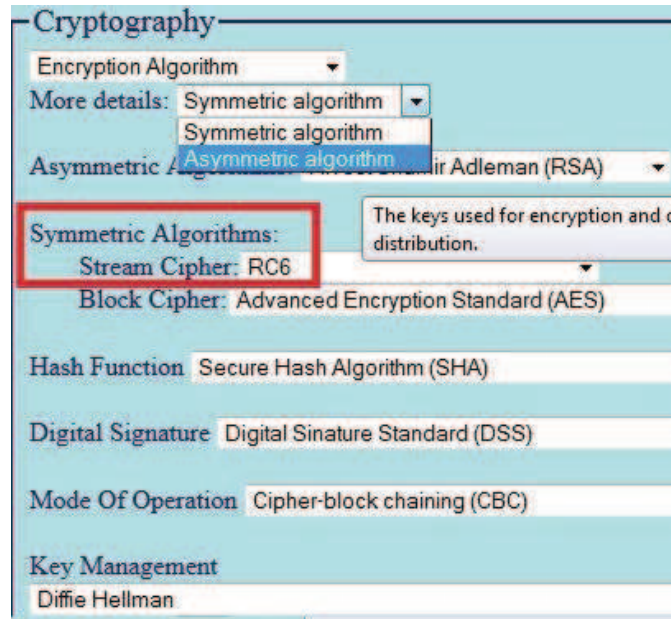 Cryptography
Encryption Algorithm
More details: Symmetric algorithm
Symmetric algorithm
Asymmetric algorithm
Asymmetric Adleman (RSA)
The keys used for encryption and
distribution.
Symmetric Algorithms:
Stream Cipher: RC6
Block Cipher: Advanced Encryption Standard (AES)
Hash Function Secure Hash Algorithm (SHA)
Digital Signature Digital Sinature Standard (DSS)
Mode Of Operation Cipher-block chaining (CBC)
Key Management
Diffie Hellman